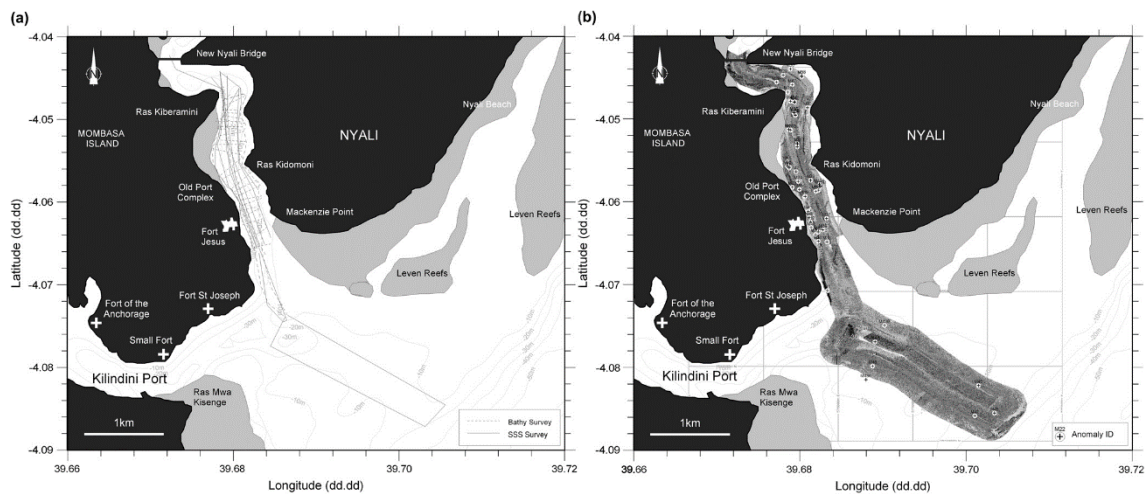 (a)
-4.04
-4.05
-4.06
-4.07
-4.08
-4.09
Latitude (dd.dd)
N
New Nyali Bridge
Ras Kiberamini
MOMBASA
ISLAND
NYALI
Nyali Beach
Ras Kidomoni
Old Port
Complex
Mackenzie Point
Fort
Jesus
Leven Reefs
Leven Reefs
Fort of the
Anchorage
Fort St Joseph
Small Fort
Kilindini Port
Ras Mwa
Kisenge
-20m
-30m
-10m
-10m
1km
Bathy Survey
SSS Survey
39.66
39.68
39.70
39.72
Longitude (dd.dd)
(b)
-4.04
-4.05
-4.06
-4.07
-4.08
-4.09
Latitude (dd.dd)
N
New Nyali Bridge
Ras Kiberamini
MOMBASA
ISLAND
NYALI
Nyali Beach
Ras Kidomoni
Old Port
Complex
Mackenzie Point
Fort
Jesus
Leven Reefs
Leven Reefs
Fort of the
Anchorage
Fort St Joseph
Small Fort
Kilindini Port
Ras Mwa
Kisenge
1km
M22
Anomaly ID
39.66
39.68
39.70
39.72
Longitude (dd.dd)